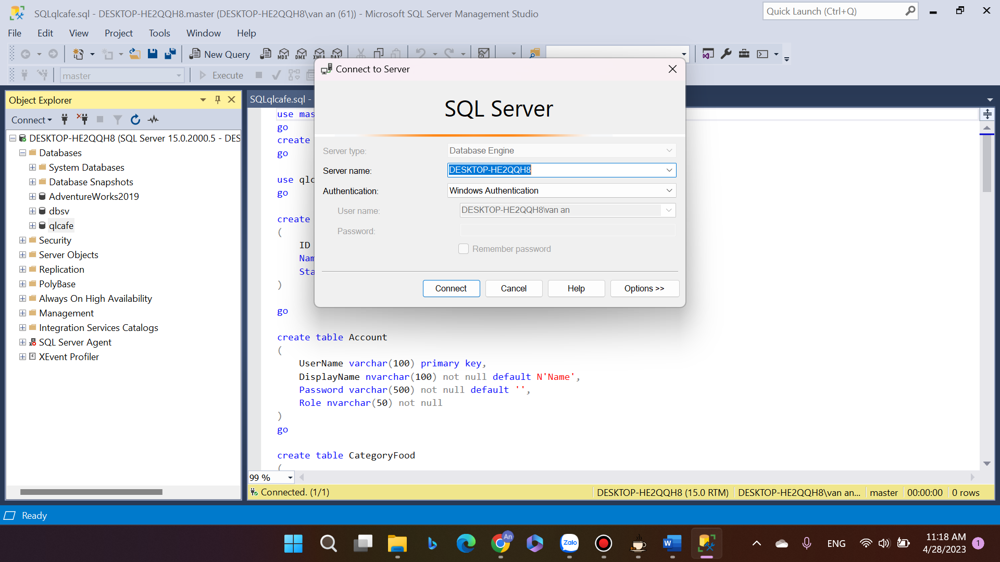 SQLqlcafe.sql - DESKTOP-HE2QQH8.master (DESKTOP-HE2QQH8\van an (61)) - Microsoft SQL Server Management Studio
Quick Launch (Ctrl+Q)
File Edit View Project Tools Window Help
New Query MDX DMX XMLA DAX
master Execute
Object Explorer
Connect
DESKTOP-HE2QQH8 (SQL Server 15.0.2000.5 - DES
Databases
System Databases
Database Snapshots
AdventureWorks2019
dbsv
qlcafe
Security
Server Objects
Replication
PolyBase
Always On High Availability
Management
Integration Services Catalogs
SQL Server Agent
XEvent Profiler
SQLqlcafe.sql -
use mas
go
create
go
use qlc
go
create
(
ID
Nam
Sta
)
go
create table Account
(
UserName varchar(100) primary key,
DisplayName nvarchar(100) not null default N'Name',
Password varchar(500) not null default '',
Role nvarchar(50) not null
)
go
create table CategoryFood
(
Connect to Server
SQL Server
Server type: Database Engine
Server name: DESKTOP-HE2QQH8
Authentication: Windows Authentication
User name: DESKTOP-HE2QQH8\van an
Password:
Remember password
Connect Cancel Help Options >>
99 %
Connected. (1/1) DESKTOP-HE2QQH8 (15.0 RTM) DESKTOP-HE2QQH8\van an... master 00:00:00 0 rows
Ready
An
Zalo
W
ENG
11:18 AM
4/28/2023
1